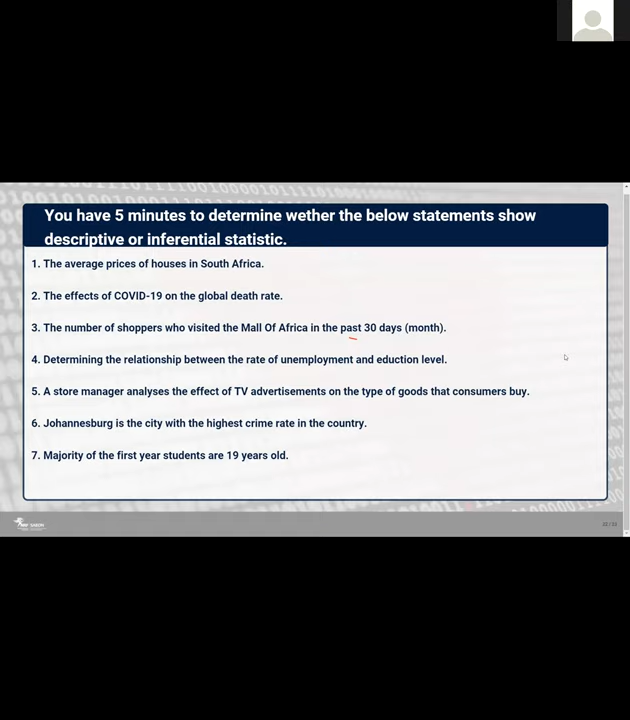 You have 5 minutes to determine wether the below statements show
descriptive or inferential statistic.
1. The average prices of houses in South Africa.
2. The effects of COVID-19 on the global death rate.
3. The number of shoppers who visited the Mall Of Africa in the past 30 days (month).
4. Determining the relationship between the rate of unemployment and eduction level.
5. A store manager analyses the effect of TV advertisements on the type of goods that consumers buy.
6. Johannesburg is the city with the highest crime rate in the country.
7. Majority of the first year students are 19 years old.